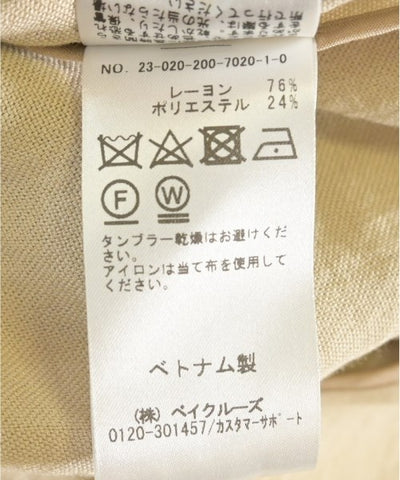 NO. 23-020-200-7020-1-0
レーヨン 76%
ポリエステル 24%
F W
タンブラー乾燥はお避けくだ
さい。
アイロンは当て布を使用して
ください。
ベトナム製
(株) ベイクルーズ
0120-301457/カスタマーサポート